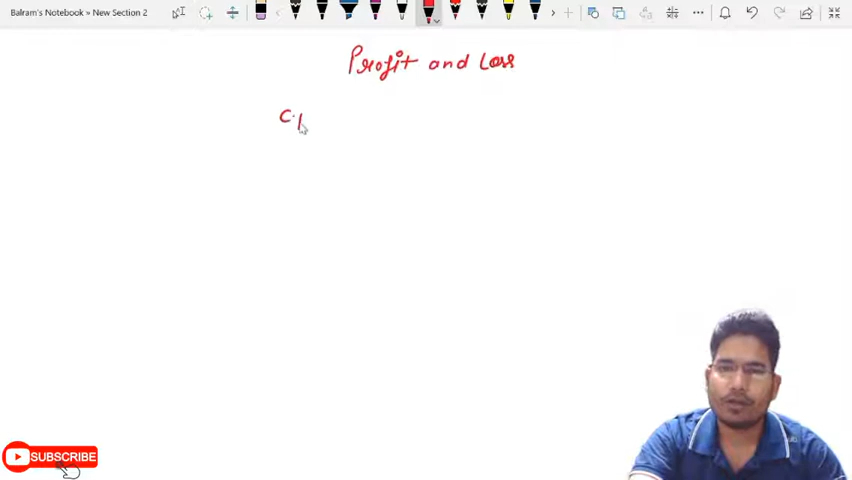 Balram's Notebook » New Section 2
Profit and Loss
C.
SUBSCRIBE